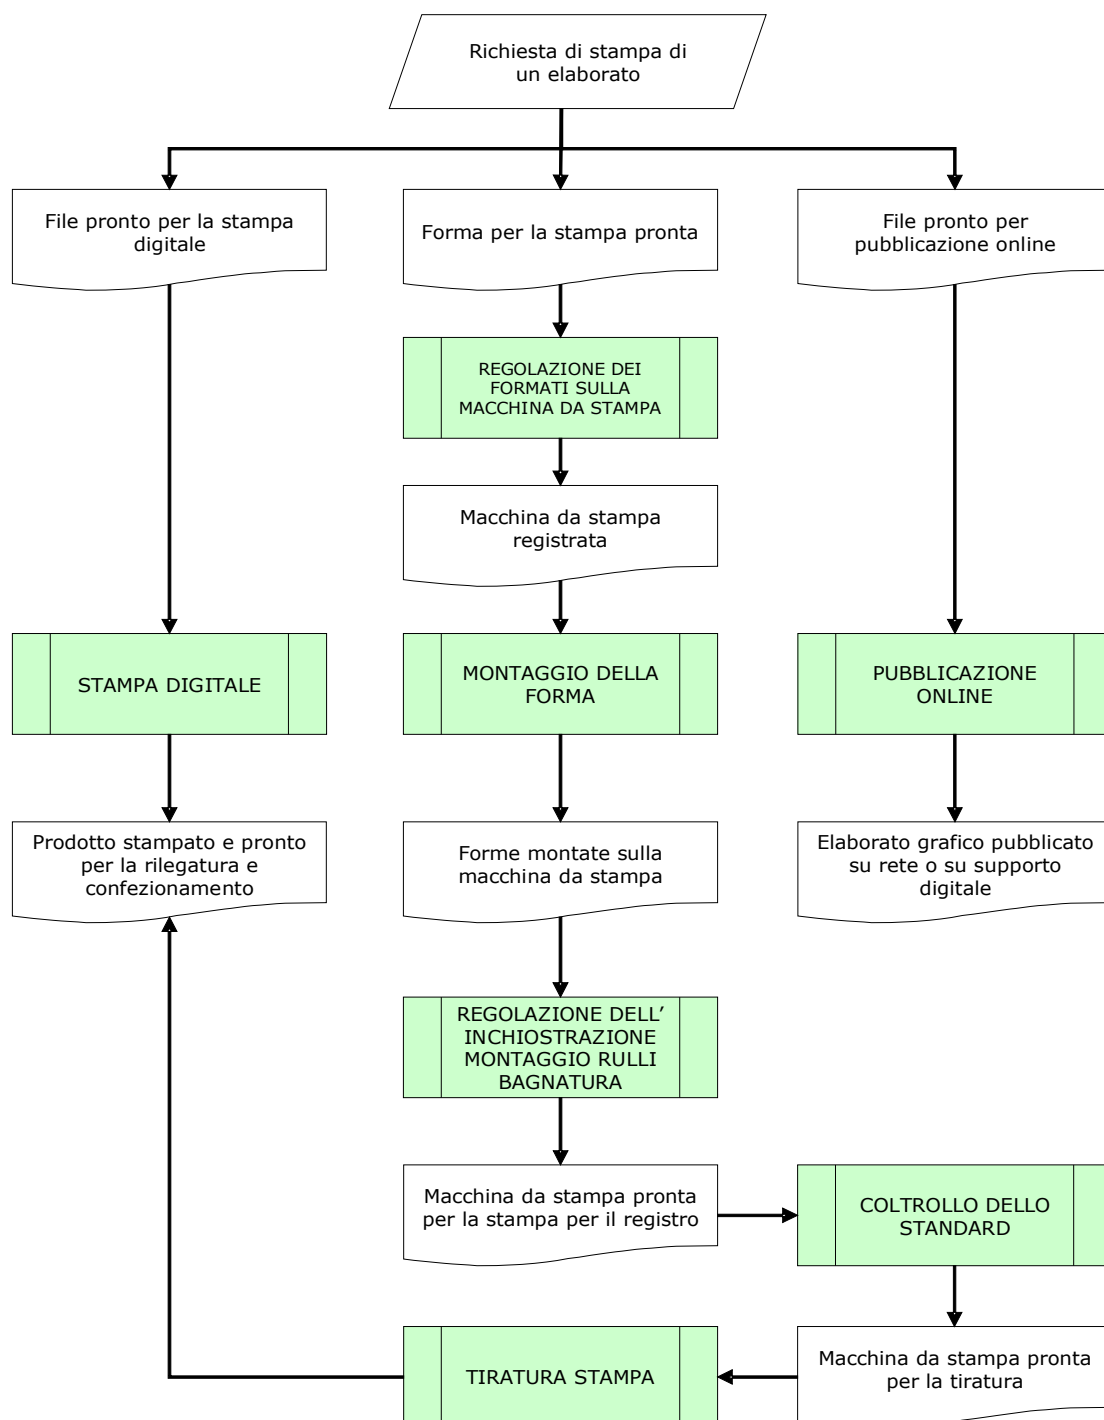 Richiesta di stampa di
un elaborato
File pronto per la stampa
digitale
Forma per la stampa pronta
File pronto per
pubblicazione online
REGOLAZIONE DEI
FORMATI SULLA
MACCHINA DA STAMPA
Macchina da stampa
registrata
STAMPA DIGITALE
MONTAGGIO DELLA
FORMA
PUBBLICAZIONE
ONLINE
Prodotto stampato e pronto
per la rilegatura e
confezionamento
Forme montate sulla
macchina da stampa
Elaborato grafico pubblicato
su rete o su supporto
digitale
REGOLAZIONE DELL’
INCHIOSTRAZIONE
MONTAGGIO RULLI
BAGNATURA
Macchina da stampa pronta
per la stampa per il registro
COLTROLLO DELLO
STANDARD
TIRATURA STAMPA
Macchina da stampa pronta
per la tiratura